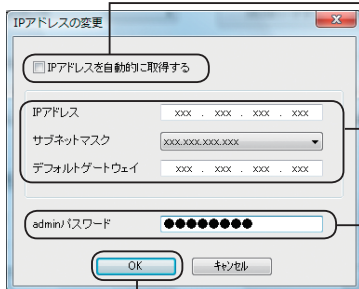 IPアドレスの変更
IPアドレスを自動的に取得する
IPアドレス xxx . xxx . xxx . xxx
サブネットマスク xxx.xxx.xxx.xxx
デフォルトゲートウェイ xxx . xxx . xxx . xxx
adminパスワード ●●●●●●●●
OK キャンセル